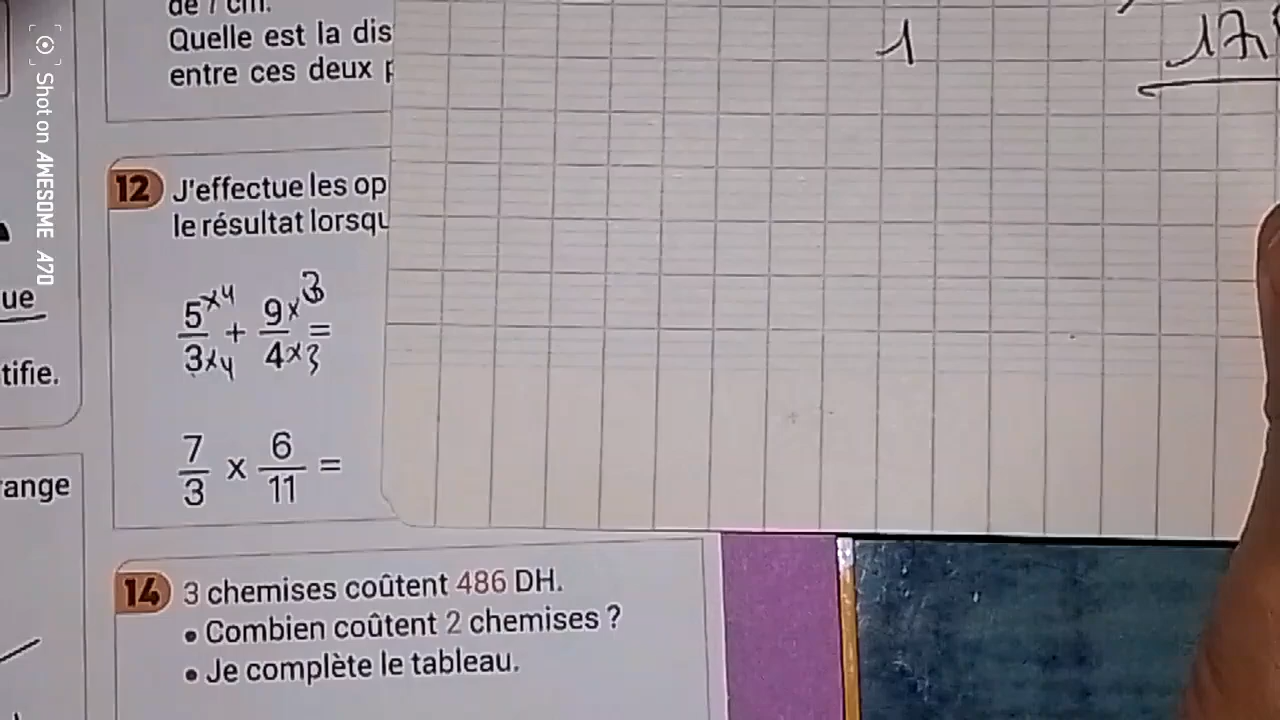 de 7 cm.
Quelle est la dis
entre ces deux
1
17,
12 J'effectue les op
le résultat lorsqu
5×4 + 9×3 =
3×4 4×3
7/3 × 6/11 =
14 3 chemises coûtent 486 DH.
• Combien coûtent 2 chemises ?
• Je complète le tableau.
ue
tifie.
ange
Shot on AWESOME A70